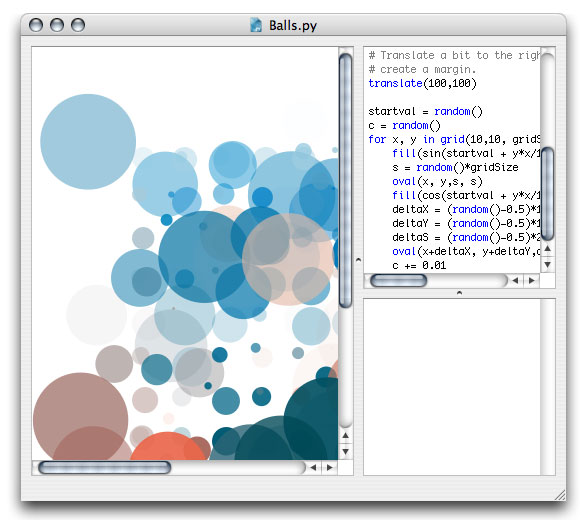 Balls.py
# Translate a bit to the righ
# create a margin.
translate(100,100)
startval = random()
c = random()
for x, y in grid(10,10, gridS
fill(sin(startval + y*x/1
s = random()*gridSize
oval(x, y,s, s)
fill(cos(startval + y*x/1
deltaX = (random()-0.5)*1
deltaY = (random()-0.5)*1
deltaS = (random()-0.5)*2
oval(x+deltaX, y+deltaY,d
c += 0.01